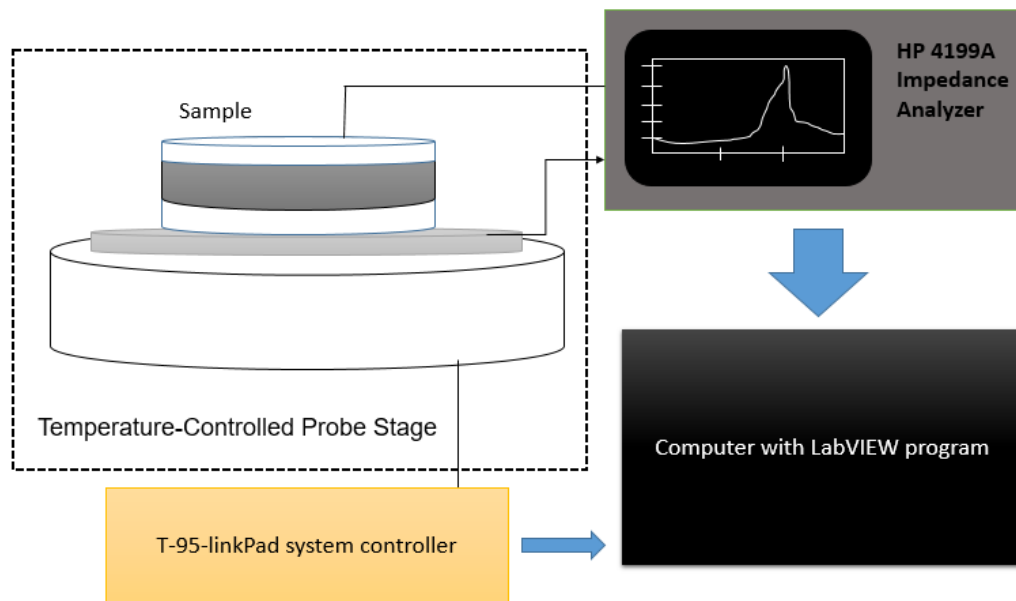 Sample
HP 4199A
Impedance
Analyzer
Temperature-Controlled Probe Stage
Computer with LabVIEW program
T-95-linkPad system controller